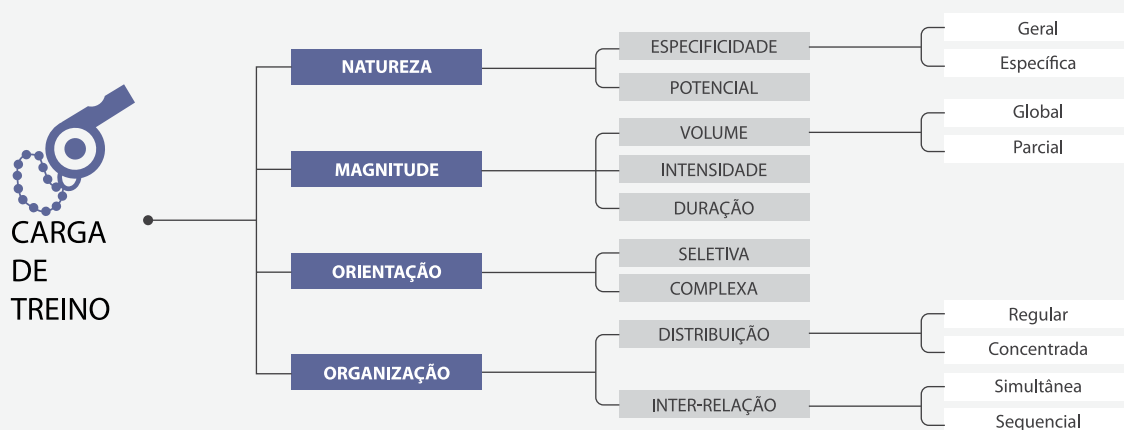 CARGA
DE
TREINO
NATUREZA
ESPECIFICIDADE
Geral
Específica
POTENCIAL
MAGNITUDE
VOLUME
Global
Parcial
INTENSIDADE
DURAÇÃO
ORIENTAÇÃO
SELETIVA
COMPLEXA
ORGANIZAÇÃO
DISTRIBUIÇÃO
Regular
Concentrada
INTER-RELAÇÃO
Simultânea
Sequencial